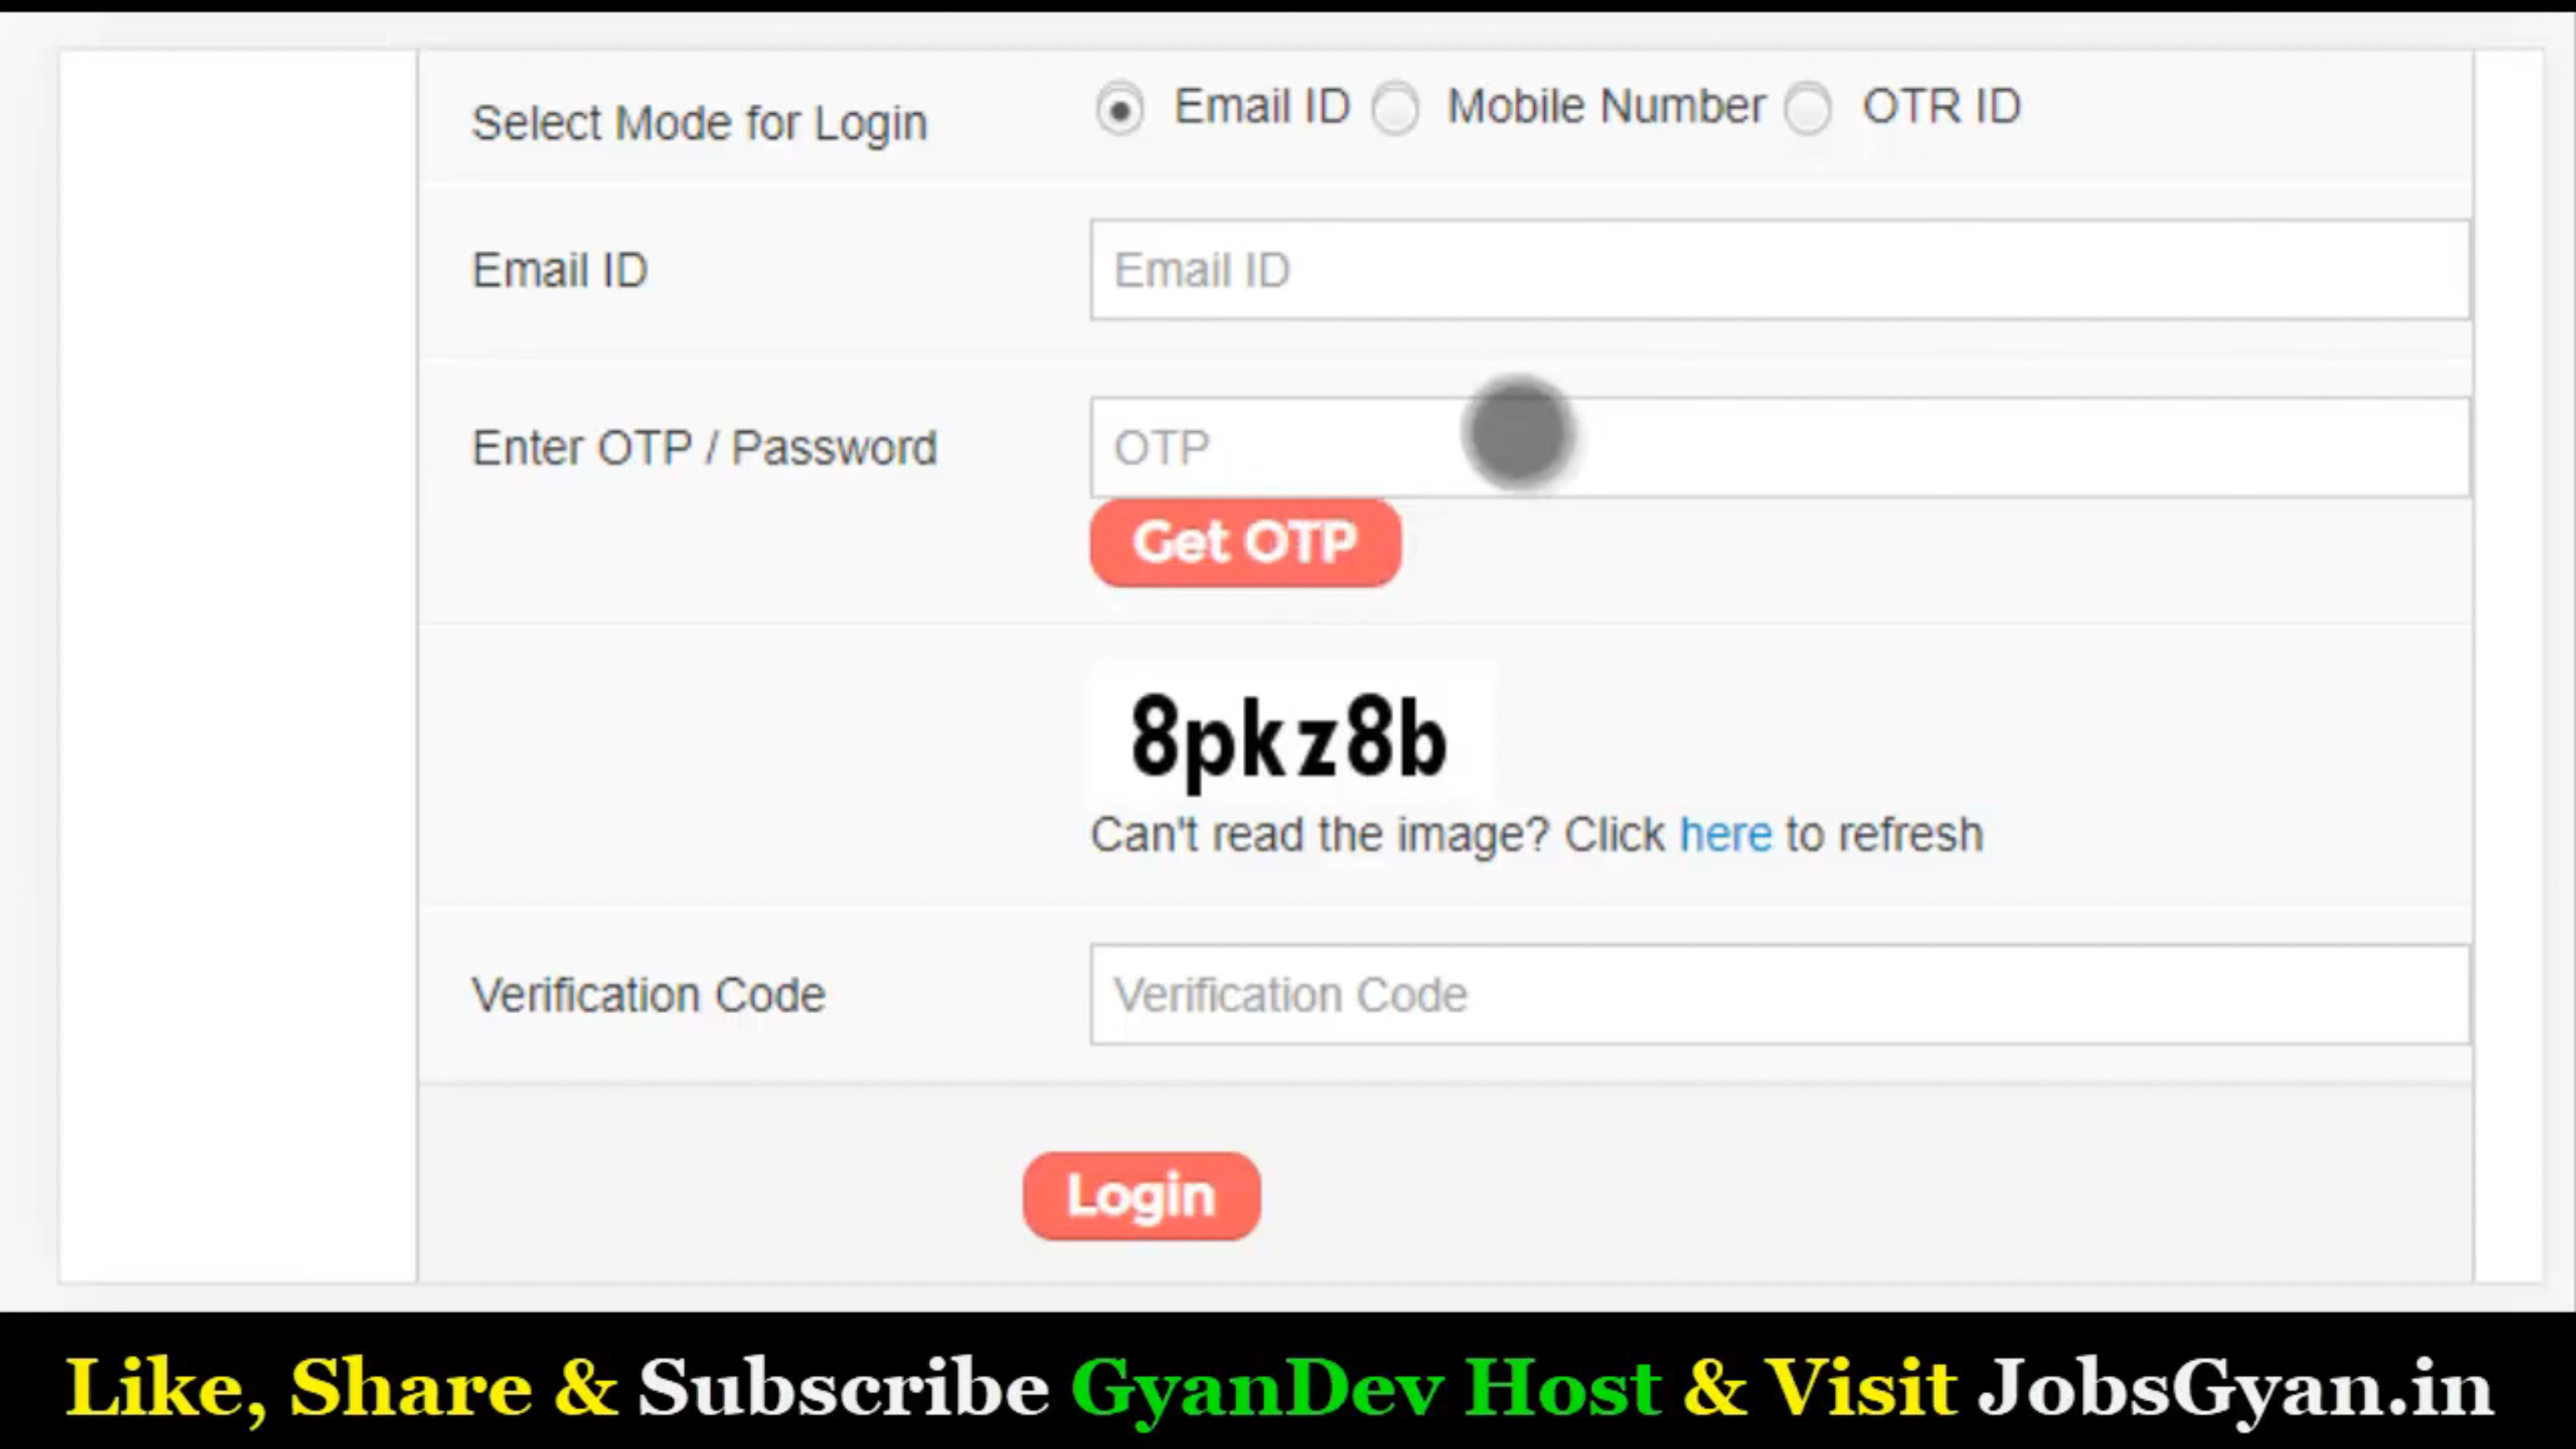 Select Mode for Login Email ID Mobile Number OTR ID
Email ID Email ID
Enter OTP / Password OTP
Get OTP
8pkz8b
Can't read the image? Click here to refresh
Verification Code Verification Code
Login
Like, Share & Subscribe GyanDev Host & Visit JobsGyan.in